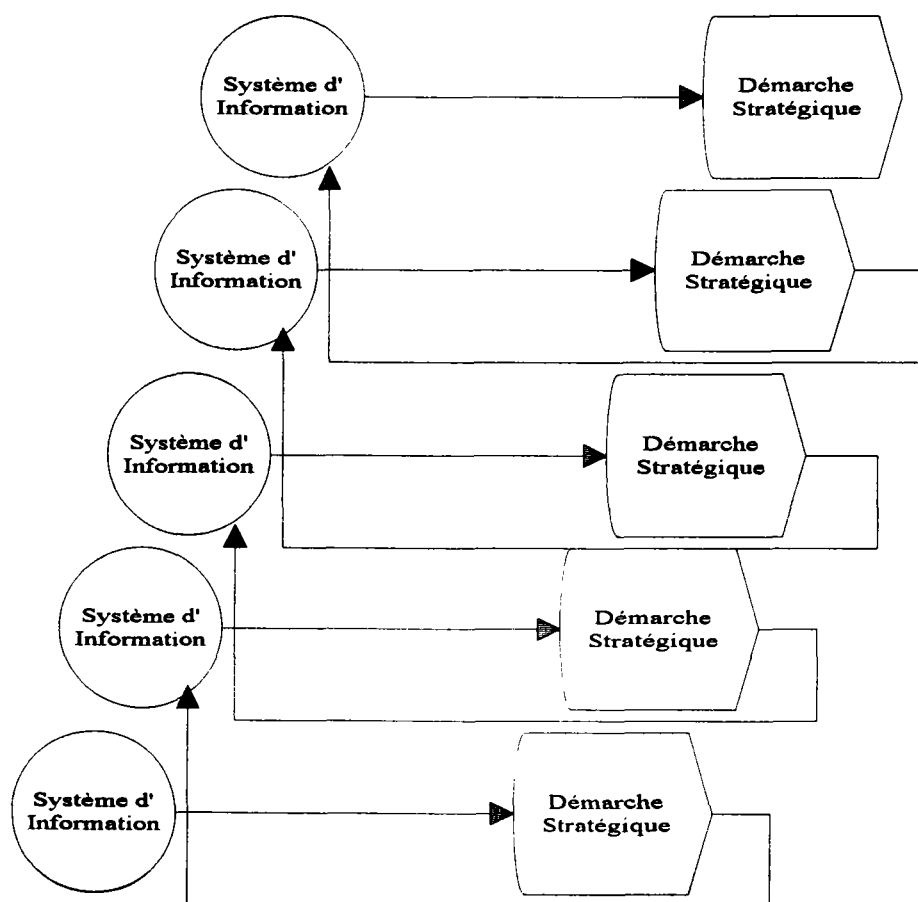 Système d'
Information
Démarche
Stratégique
Système d'
Information
Démarche
Stratégique
Système d'
Information
Démarche
Stratégique
Système d'
Information
Démarche
Stratégique
Système d'
Information
Démarche
Stratégique